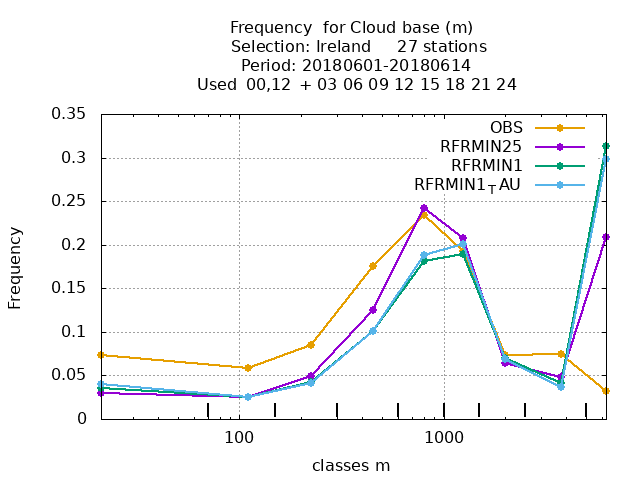 Frequency  for Cloud base (m)
Selection: Ireland     27 stations
Period: 20180601-20180614
Used  00,12  + 03 06 09 12 15 18 21 24
0.35
0.3
0.25
0.2
0.15
0.1
0.05
0
Frequency
OBS
RFRMIN25
RFRMIN1
RFRMIN1TAU
100
1000
classes m